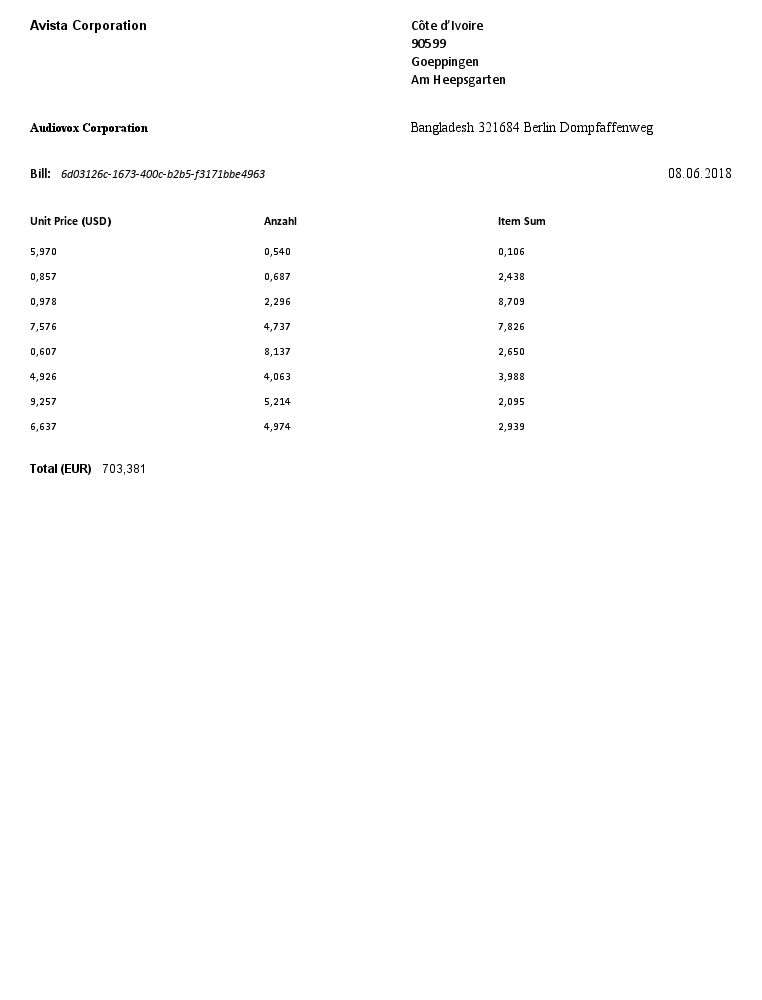 Avista Corporation
Côte d'Ivoire
90599
Goeppingen
Am Heepsgarten
Audiovox Corporation Bangladesh 321684 Berlin Dompfaffenweg
Bill: 6d03126c-1673-400c-b2b5-f3171bbe4963 08.06.2018
Unit Price (USD) Anzahl Item Sum
5,970 0,540 0,106
0,857 0,687 2,438
0,978 2,296 8,709
7,576 4,737 7,826
0,607 8,137 2,650
4,926 4,063 3,988
9,257 5,214 2,095
6,637 4,974 2,939
Total (EUR) 703,381